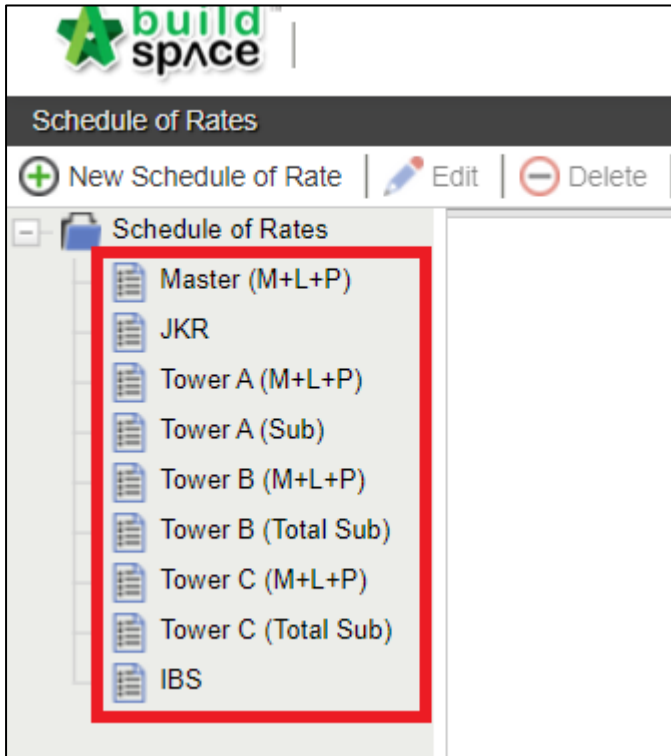 build
spʌce
Schedule of Rates
New Schedule of Rate Edit Delete
Schedule of Rates
Master (M+L+P)
JKR
Tower A (M+L+P)
Tower A (Sub)
Tower B (M+L+P)
Tower B (Total Sub)
Tower C (M+L+P)
Tower C (Total Sub)
IBS